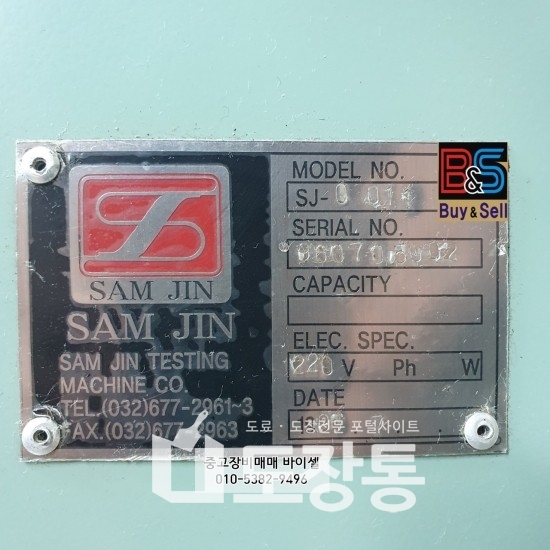 MODEL NO.
SJ-
B&S
Buy & Sell
SERIAL NO.
CAPACITY
SAM JIN
SAM JIN
ELEC. SPEC.
220 V Ph W
SAM JIN TESTING
MACHINE CO.
TEL.(032)677-2961~3
FAX.(032)677-3963
DATE
도료 · 도장전문 포털사이트
도장통
중고장비매매 바이셀
010-5382-9496